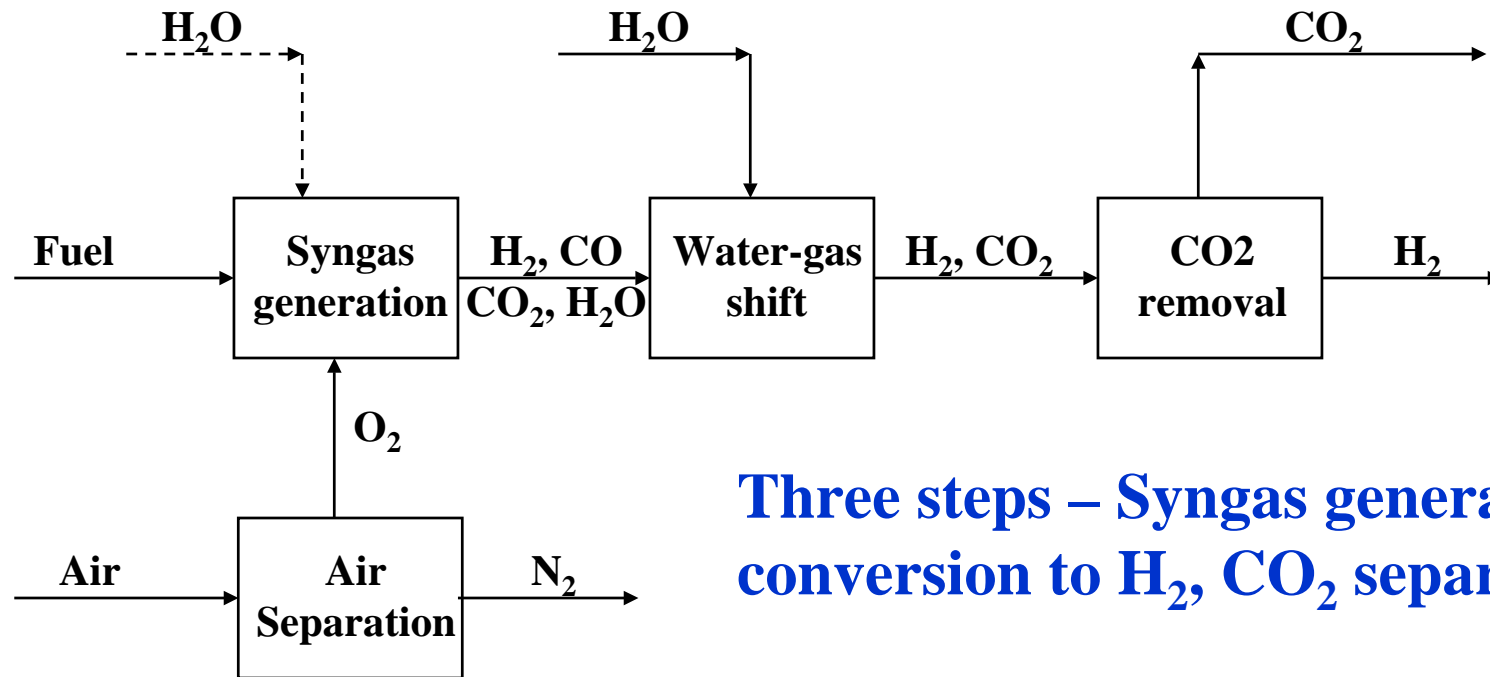 H₂O
H₂O
CO₂
Fuel
Syngas
generation
H₂, CO
CO₂, H₂O
Water-gas
shift
H₂, CO₂
CO2
removal
H₂
O₂
Air
Air
Separation
N₂
Three steps – Syngas genera
conversion to H₂, CO₂ separ